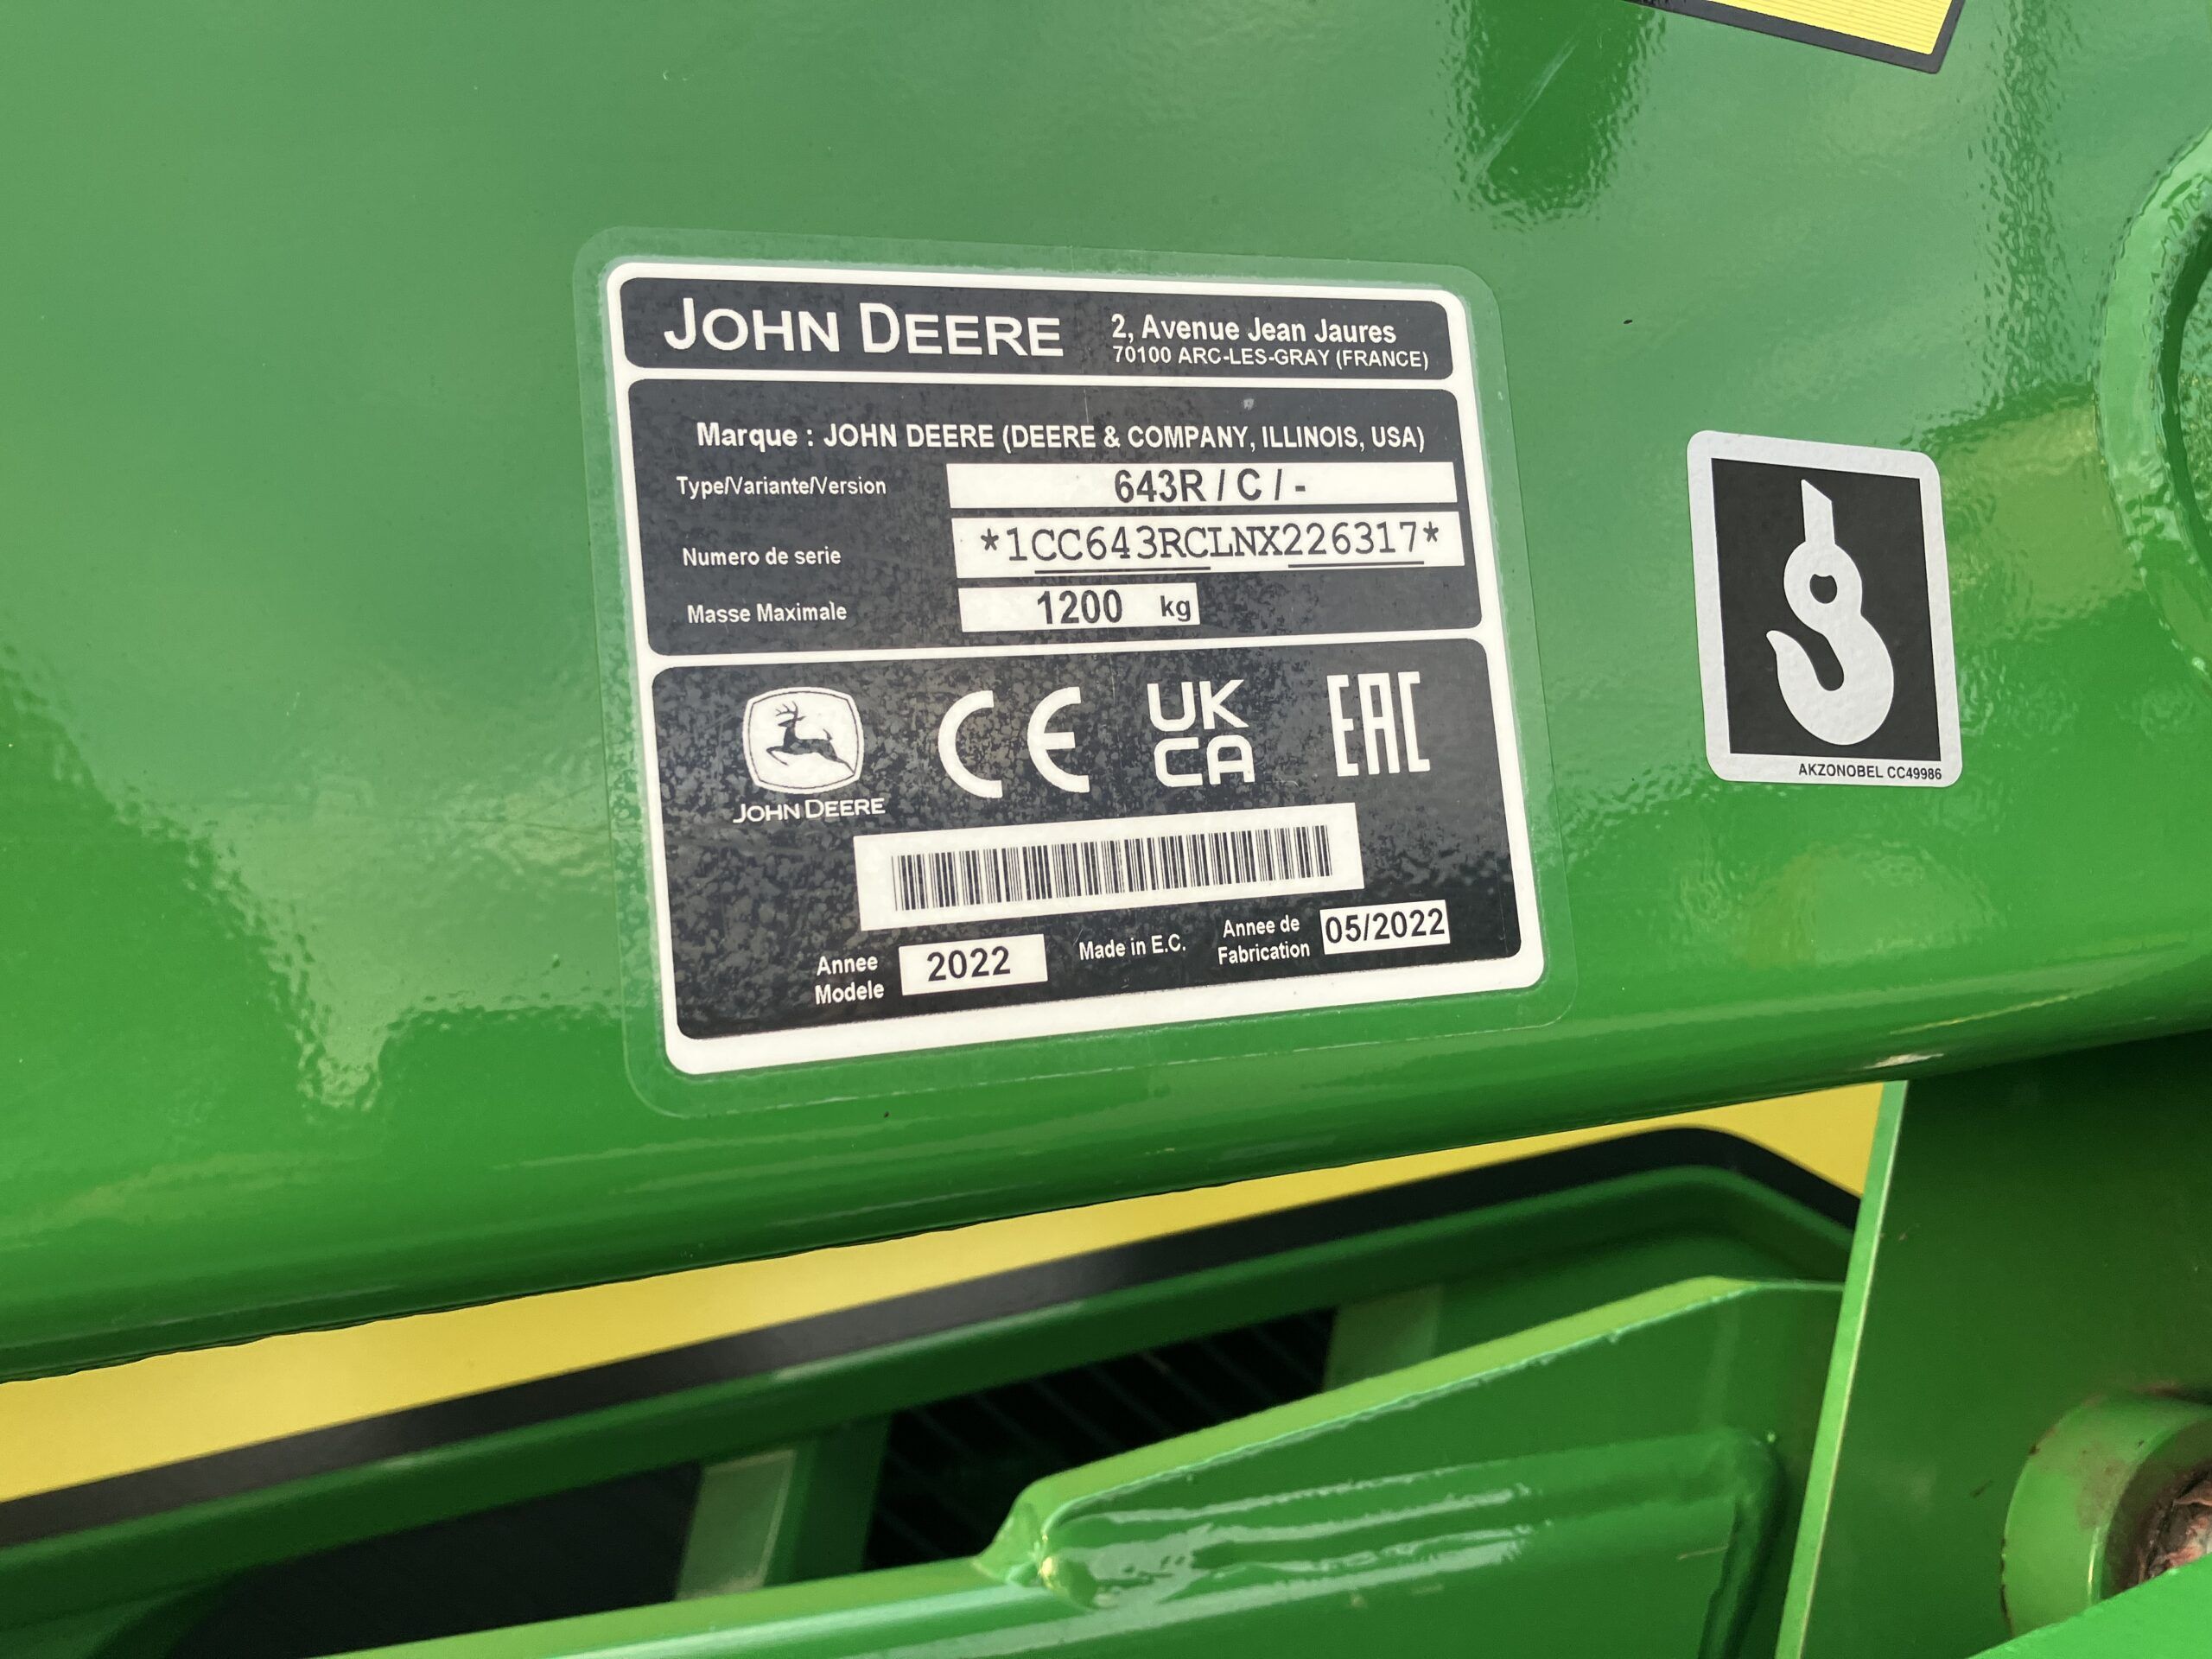 JOHN DEERE
2, Avenue Jean Jaures
70100 ARC-LES-GRAY (FRANCE)
Marque : JOHN DEERE (DEERE & COMPANY, ILLINOIS, USA)
Type/Variante/Version 643R / C / -
Numero de serie *1CC643RCLNX226317*
Masse Maximale 1200 kg
JOHN DEERE
CE
UK
CA
EAC
Annee
Modele
2022
Made in E.C.
Annee de
Fabrication
05/2022
AKZONOBEL CC49986